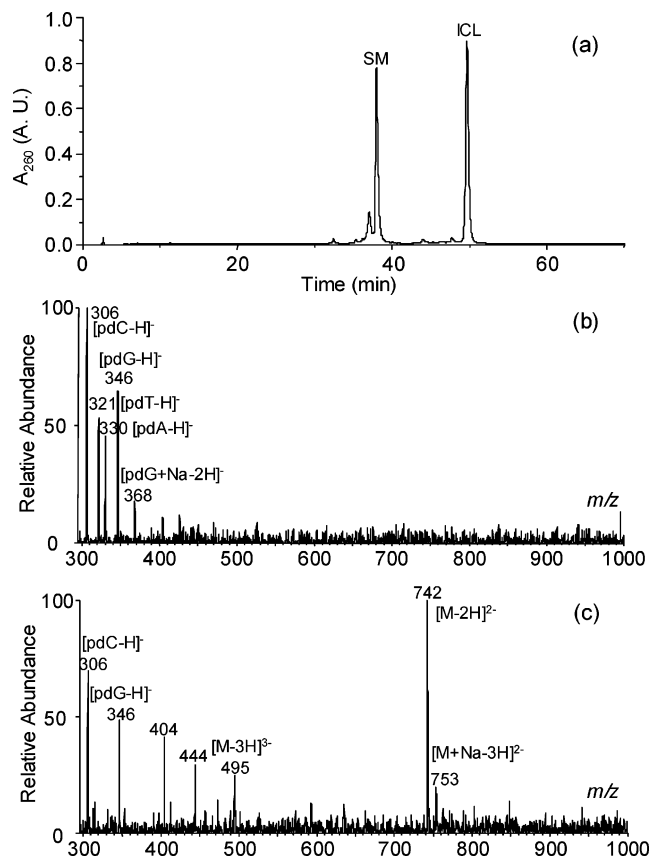 (a)
1.0
0.8
0.6
0.4
0.2
0.0
A260 (A. U.)
SM
ICL
0 20 40 60
Time (min)
(b)
100
50
0
Relative Abundance
306
[pdC-H]-
[pdG-H]-
346
321 [pdT-H]-
330 [pdA-H]-
[pdG+Na-2H]-
368
m/z
300 400 500 600 700 800 900 1000
(c)
100
50
0
Relative Abundance
742
[M-2H]2-
[pdC-H]-
306
[pdG-H]-
346
404
444
[M-3H]3-
495
[M+Na-3H]2-
753
m/z
80 400 500 600 700 800 900 1000